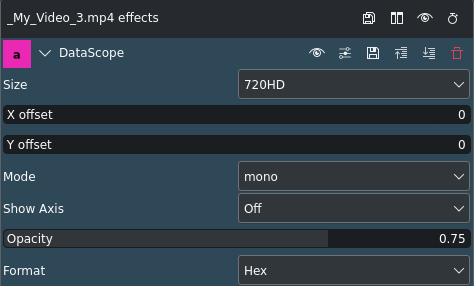 _My_Video_3.mp4 effects
a DataScope
Size 720HD
X offset 0
Y offset 0
Mode mono
Show Axis Off
Opacity 0.75
Format Hex